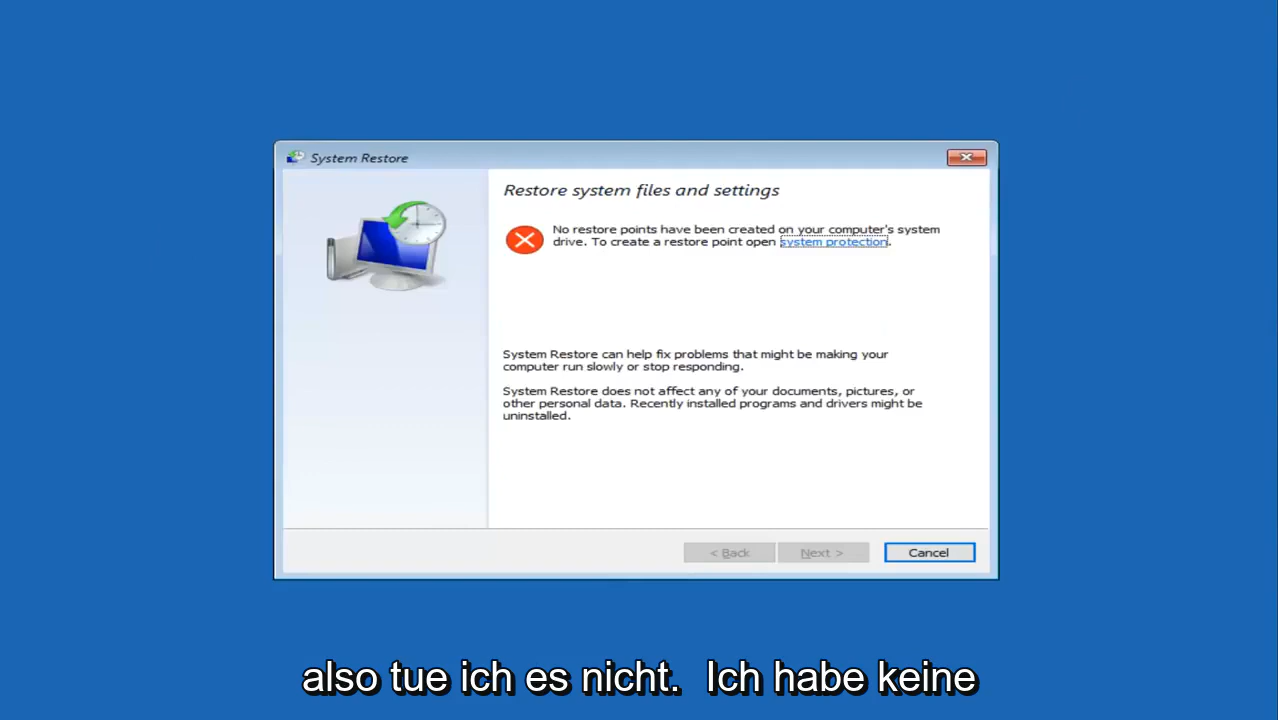 System Restore
Restore system files and settings
No restore points have been created on your computer's system
drive. To create a restore point open system protection.
System Restore can help fix problems that might be making your
computer run slowly or stop responding.
System Restore does not affect any of your documents, pictures, or
other personal data. Recently installed programs and drivers might be
uninstalled.
< Back Next > Cancel
also tue ich es nicht. Ich habe keine